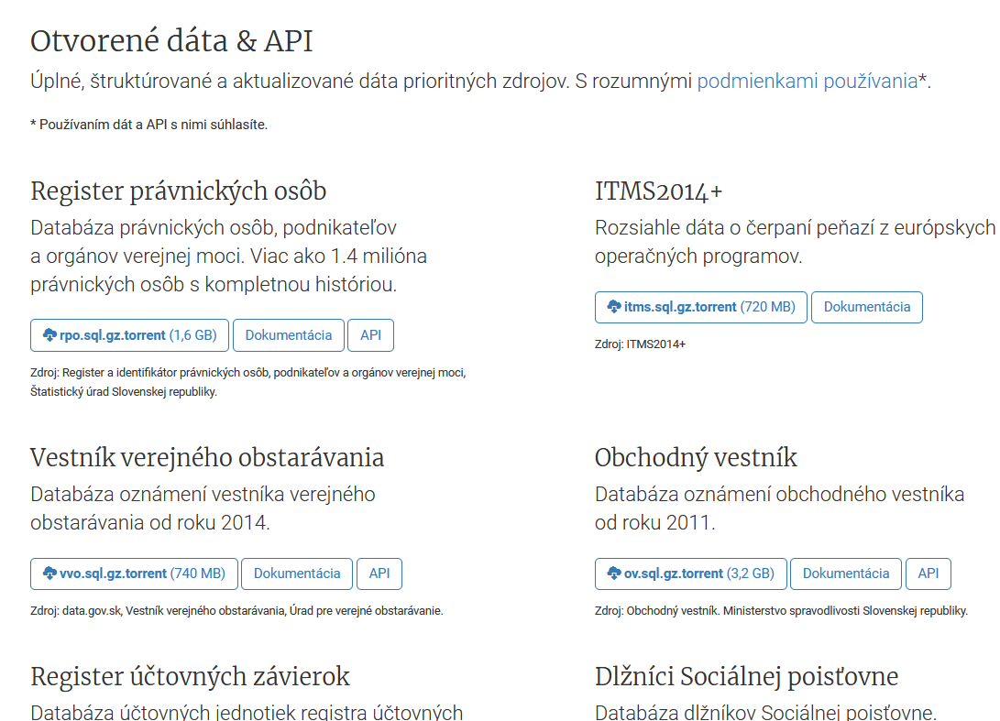 Otvorené dáta & API
Úplné, štruktúrované a aktualizované dáta prioritných zdrojov. S rozumnými podmienkami používania*.
* Používaním dát a API s nimi súhlasíte.
Register právnických osôb
Databáza právnických osôb, podnikateľov
a orgánov verejnej moci. Viac ako 1.4 milióna
právnických osôb s kompletnou históriou.
rpo.sql.gz.torrent (1,6 GB) Dokumentácia API
Zdroj: Register a identifikátor právnických osôb, podnikateľov a orgánov verejnej moci,
Štatistický úrad Slovenskej republiky.
ITMS2014+
Rozsiahle dáta o čerpaní peňazí z európskych
operačných programov.
itms.sql.gz.torrent (720 MB) Dokumentácia
Zdroj: ITMS2014+
Vestník verejného obstarávania
Databáza oznámení vestníka verejného
obstarávania od roku 2014.
vvo.sql.gz.torrent (740 MB) Dokumentácia API
Zdroj: data.gov.sk, Vestník verejného obstarávania, Úrad pre verejné obstarávanie.
Obchodný vestník
Databáza oznámení obchodného vestníka
od roku 2011.
ov.sql.gz.torrent (3,2 GB) Dokumentácia API
Zdroj: Obchodný vestník. Ministerstvo spravodlivosti Slovenskej republiky.
Register účtovných závierok
Databáza účtovných jednotiek registra účtovných
Dlžníci Sociálnej poisťovne
Databáza dlžníkov Sociálnej poisťovne.